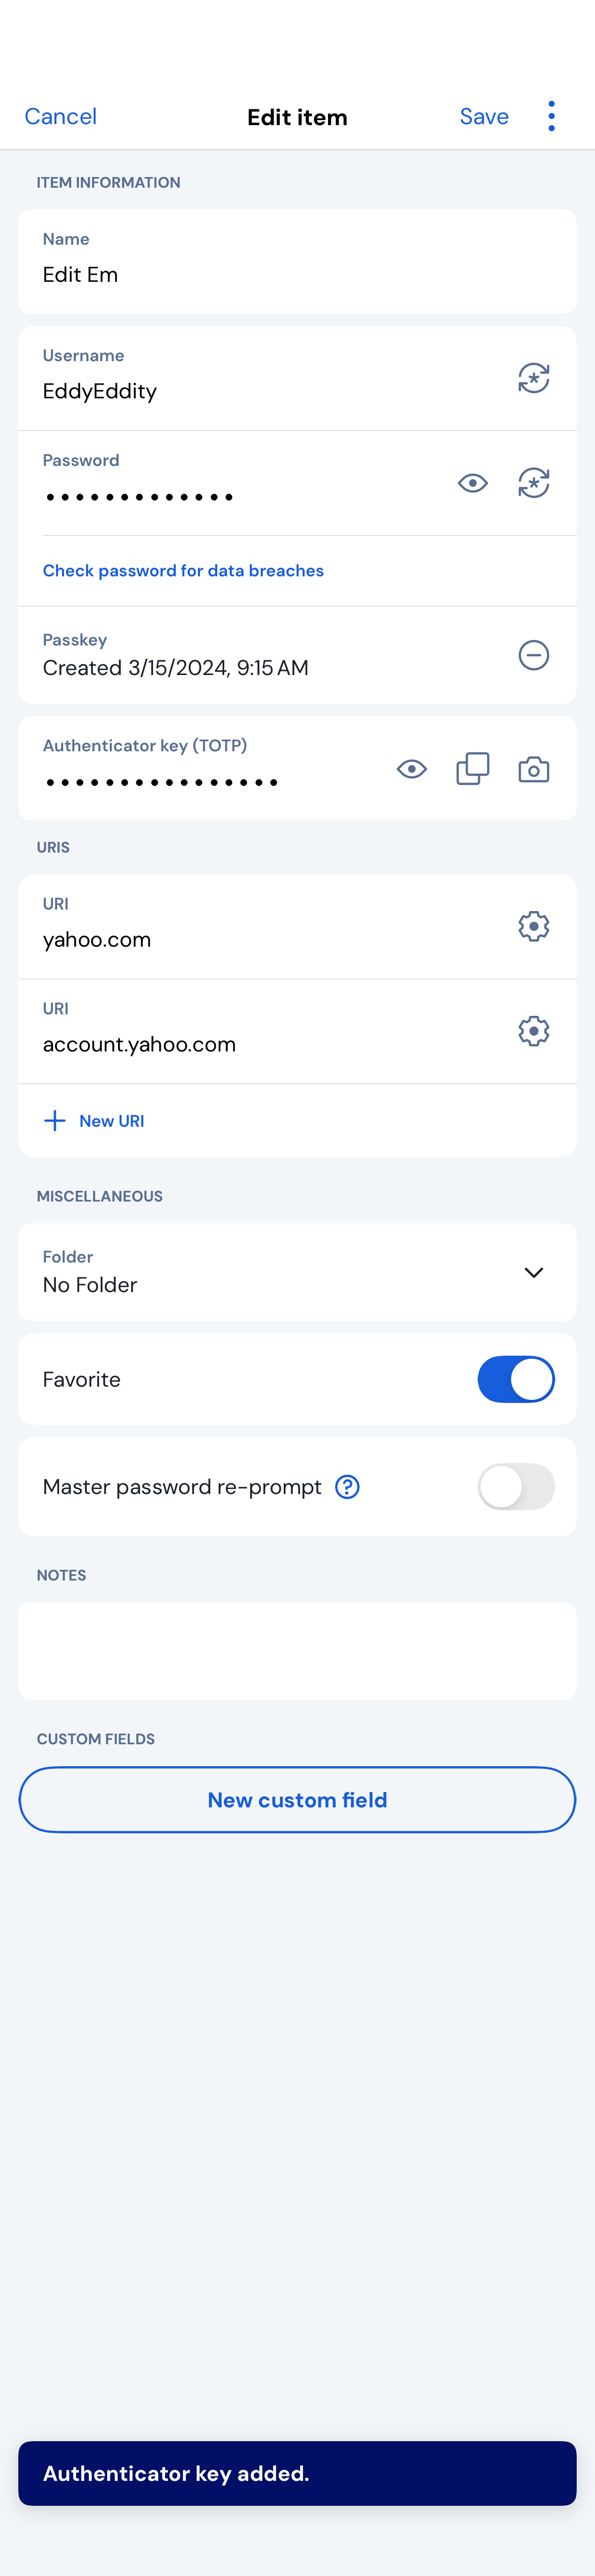 Cancel
Edit item
Save
ITEM INFORMATION
Name
Edit Em
Username
EddyEddity
Password
•••••••••••••
Check password for data breaches
Passkey
Created 3/15/2024, 9:15 AM
Authenticator key (TOTP)
••••••••••••••••
URIS
URI
yahoo.com
URI
account.yahoo.com
New URI
MISCELLANEOUS
Folder
No Folder
Favorite
Master password re-prompt
NOTES
CUSTOM FIELDS
New custom field
Authenticator key added.